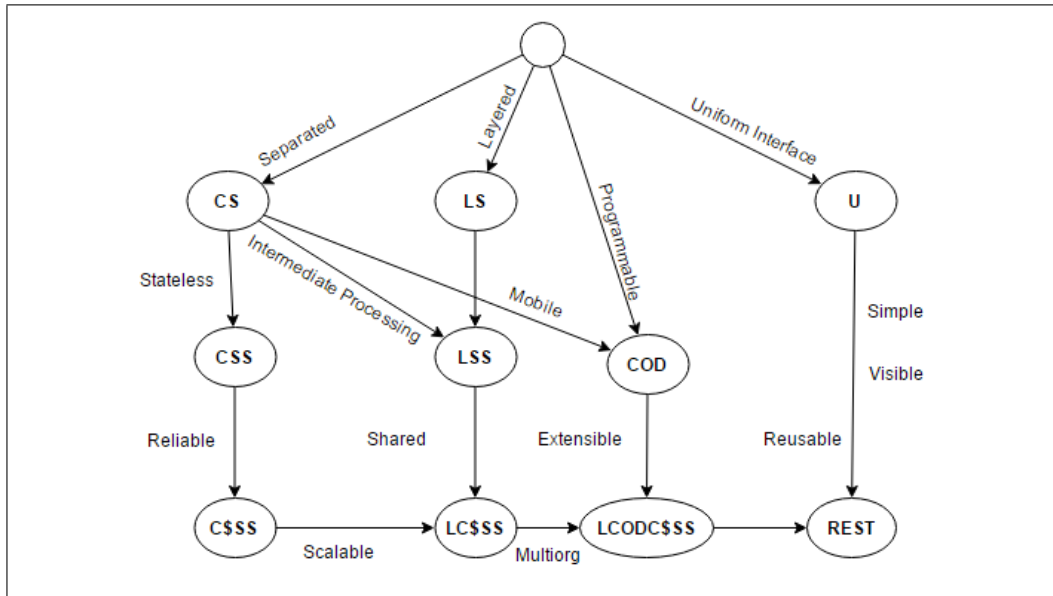 Separated
Layered
Programmable
Uniform Interface
CS
LS
U
Stateless
Intermediate Processing
Mobile
Simple
CSS
LSS
COD
Visible
Reliable
Shared
Extensible
Reusable
C$SS
LC$SS
LCODC$SS
REST
Scalable
Multiorg